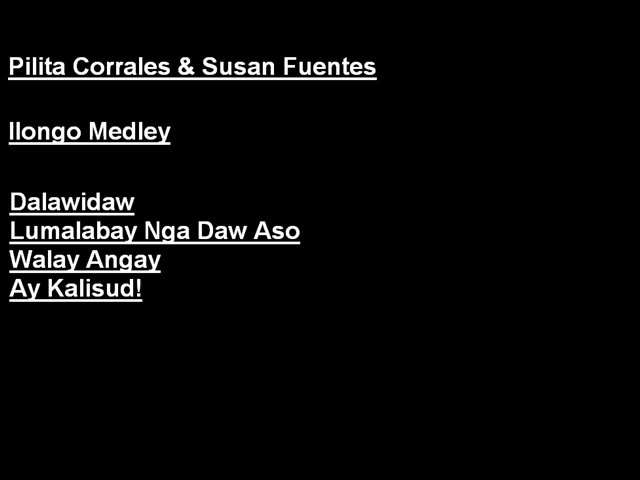 Pilita Corrales & Susan Fuentes
Ilongo Medley
Dalawidaw
Lumalabay Nga Daw Aso
Walay Angay
Ay Kalisud!